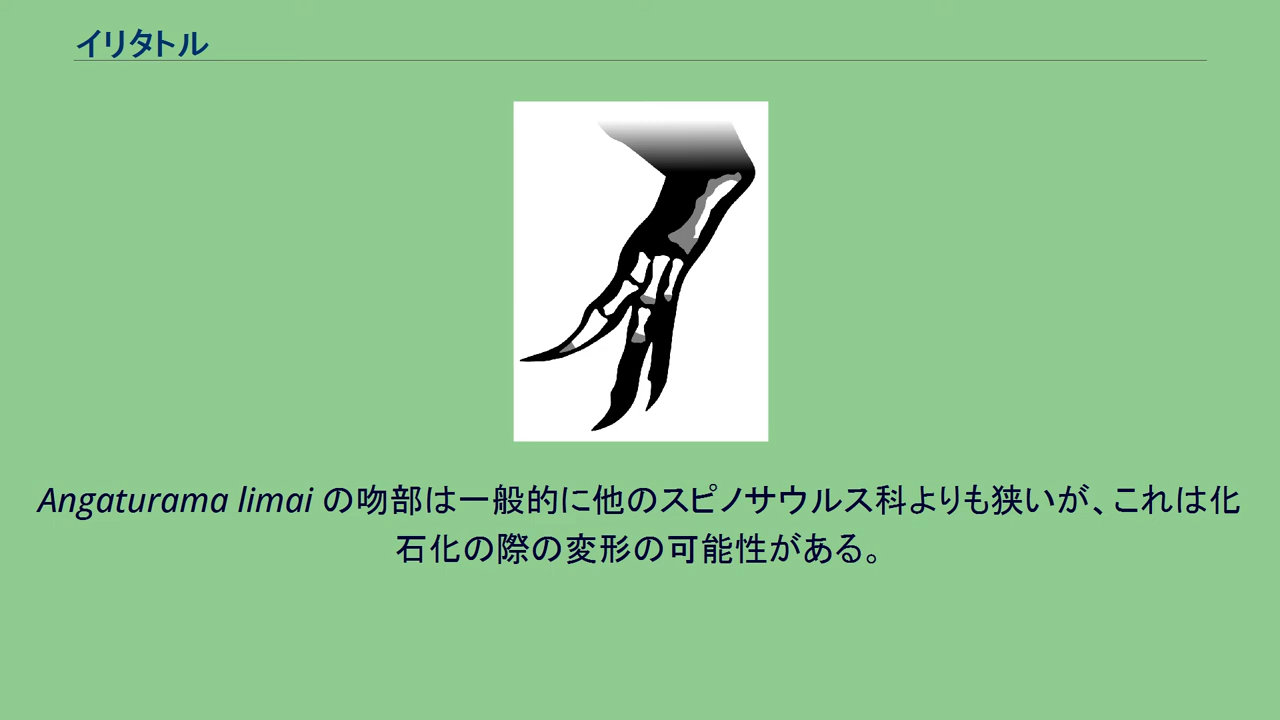 イリタトル
Angaturama limai の吻部は一般的に他のスピノサウルス科よりも狭いが、これは化
石化の際の変形の可能性がある。